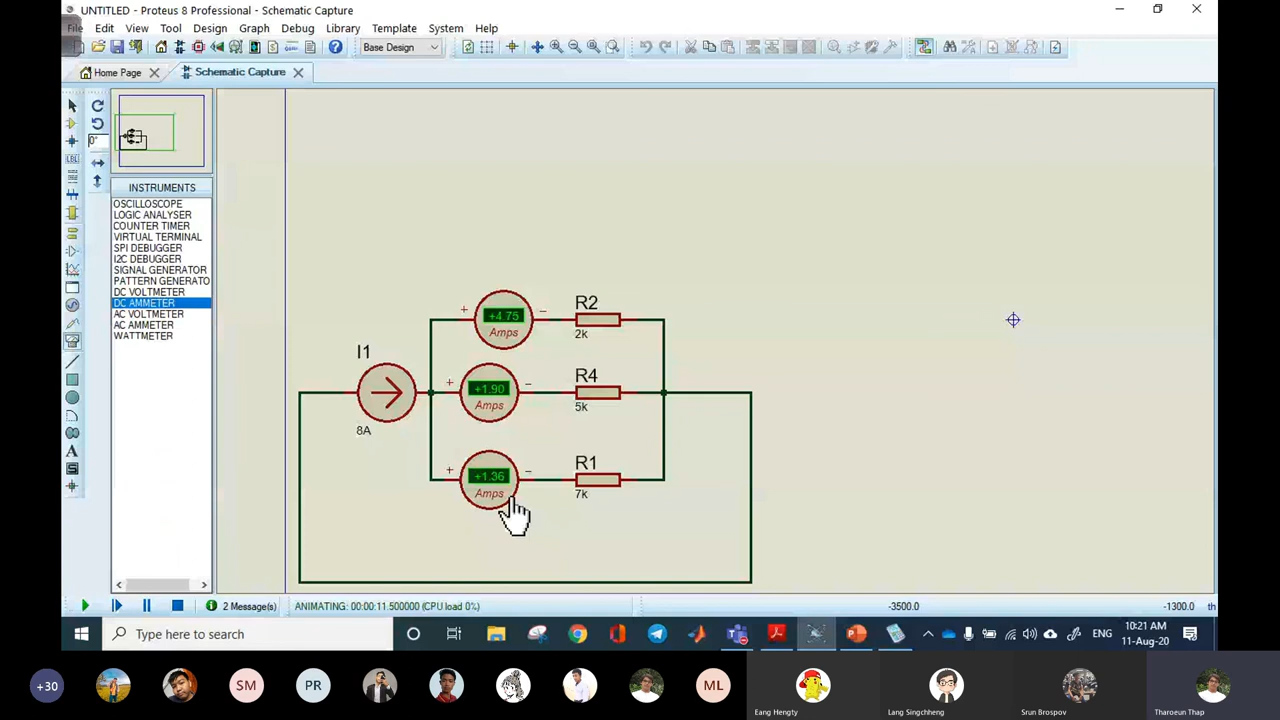 UNTITLED - Proteus 8 Professional - Schematic Capture
File Edit View Tool Design Graph Debug Library Template System Help
Base Design
Home Page
Schematic Capture
0°
LBL
INSTRUMENTS
OSCILLOSCOPE
LOGIC ANALYSER
COUNTER TIMER
VIRTUAL TERMINAL
SPI DEBUGGER
I2C DEBUGGER
SIGNAL GENERATOR
PATTERN GENERATO
DC VOLTMETER
DC AMMETER
AC VOLTMETER
AC AMMETER
WATTMETER
A
I1
8A
+ +4.75 −
Amps
R2
2k
+ +1.90 −
Amps
R4
5k
+ +1.36 −
Amps
R1
7k
2 Message(s)
ANIMATING: 00:00:11.500000 (CPU load 0%)
-3500.0
-1300.0
th
Type here to search
ENG
10:21 AM
11-Aug-20
+30
SM
PR
ML
Eang Hengty
Lang Singchheng
Srun Brospov
Tharoeun Thap